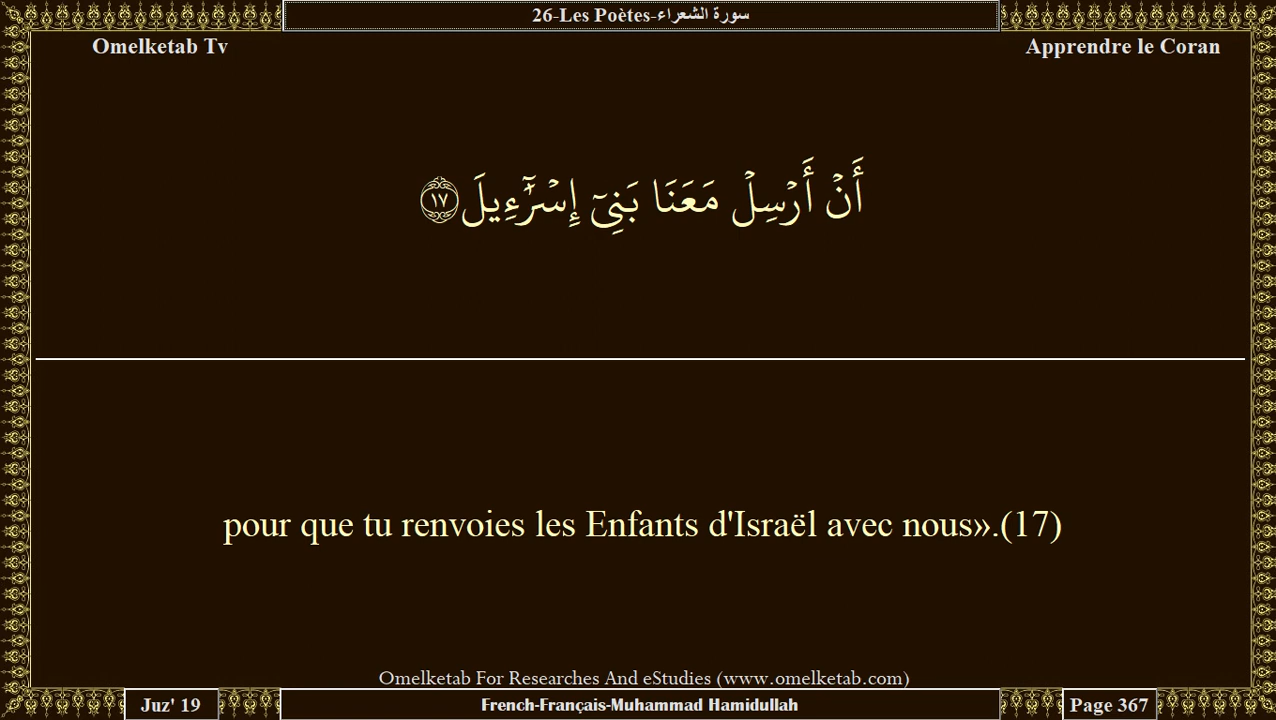 26-Les Poètes-سورة الشعراء
Omelketab Tv
Apprendre le Coran
أَنْ أَرْسِلْ مَعَنَا بَنِىٓ إِسْرَٰٓءِيلَ ١٧
pour que tu renvoies les Enfants d'Israël avec nous».(17)
Omelketab For Researches And eStudies (www.omelketab.com)
Juz' 19
French-Français-Muhammad Hamidullah
Page 367